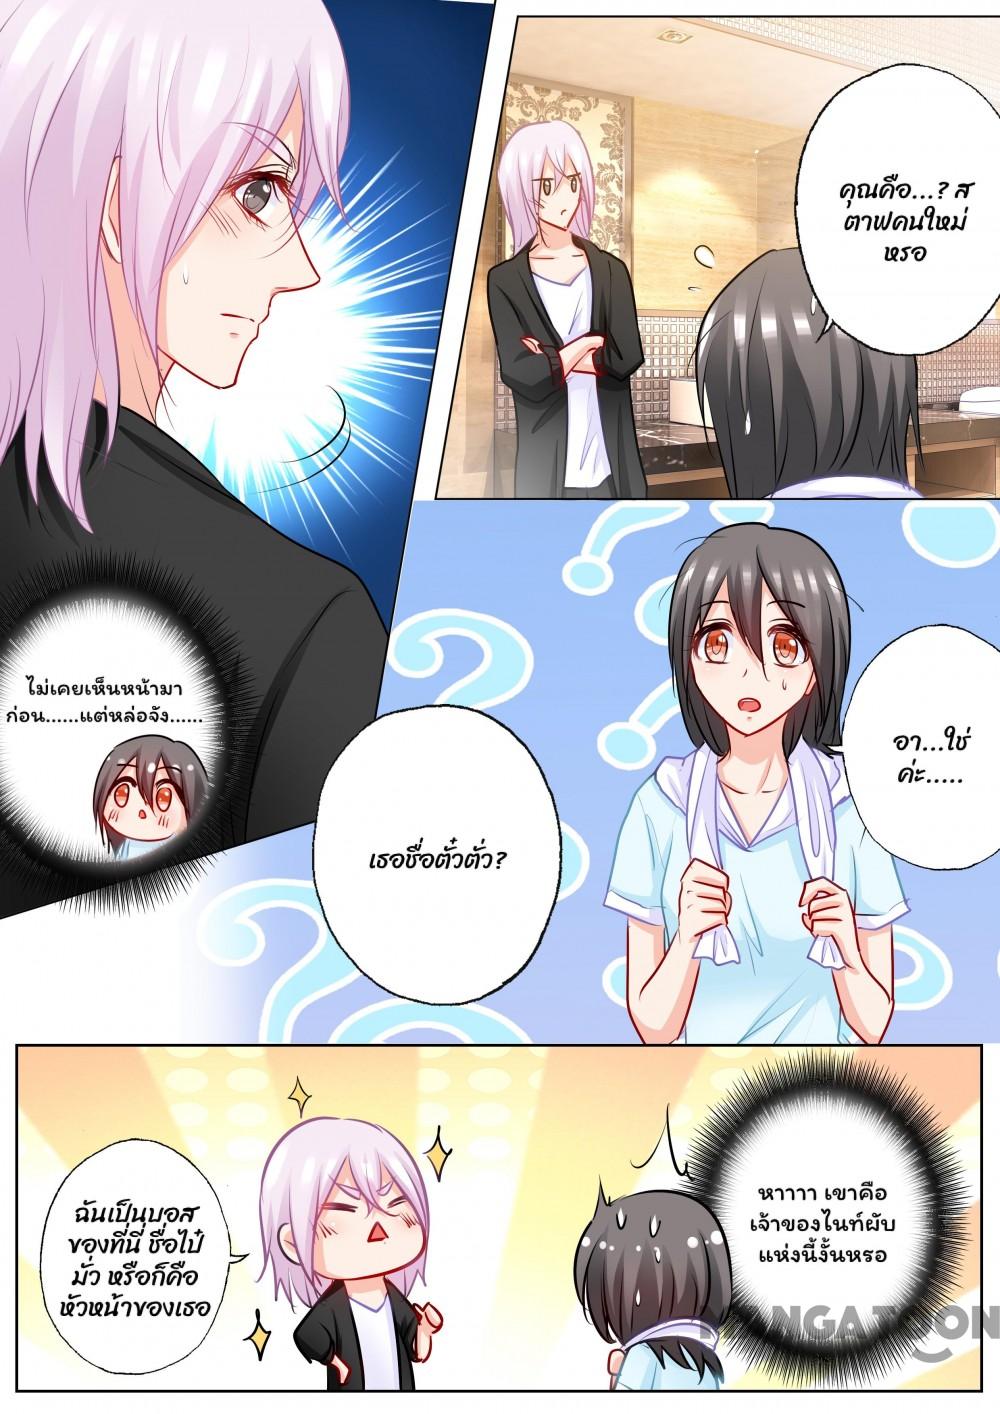 คุณคือ...? ส
ตาฟคนใหม่
หรอ
ไม่เคยเห็นหน้ามา
ก่อน......แต่หล่อจัง......
อา...ใช่
ค่ะ.....
เธอชื่อตั๋วตั่ว?
ฉันเป็นบอส
ของที่นี่ ชื่อไป๋
มั่ว หรือก็คือ
หัวหน้าของเธอ
หาาาา เขาคือ
เจ้าของไนท์ผับ
แห่งนี้งั้นหรอ
MANGATOON